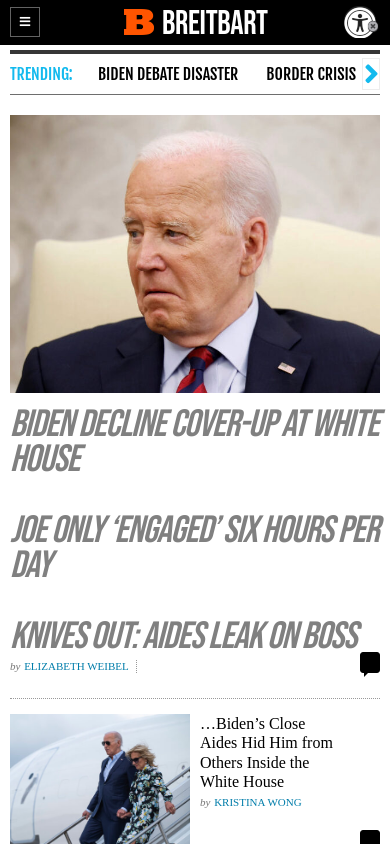 BREITBART
TRENDING: BIDEN DEBATE DISASTER BORDER CRISIS
BIDEN DECLINE COVER-UP AT WHITE
HOUSE
JOE ONLY ‘ENGAGED’ SIX HOURS PER
DAY
KNIVES OUT: AIDES LEAK ON BOSS
by ELIZABETH WEIBEL
…Biden’s Close
Aides Hid Him from
Others Inside the
White House
by KRISTINA WONG